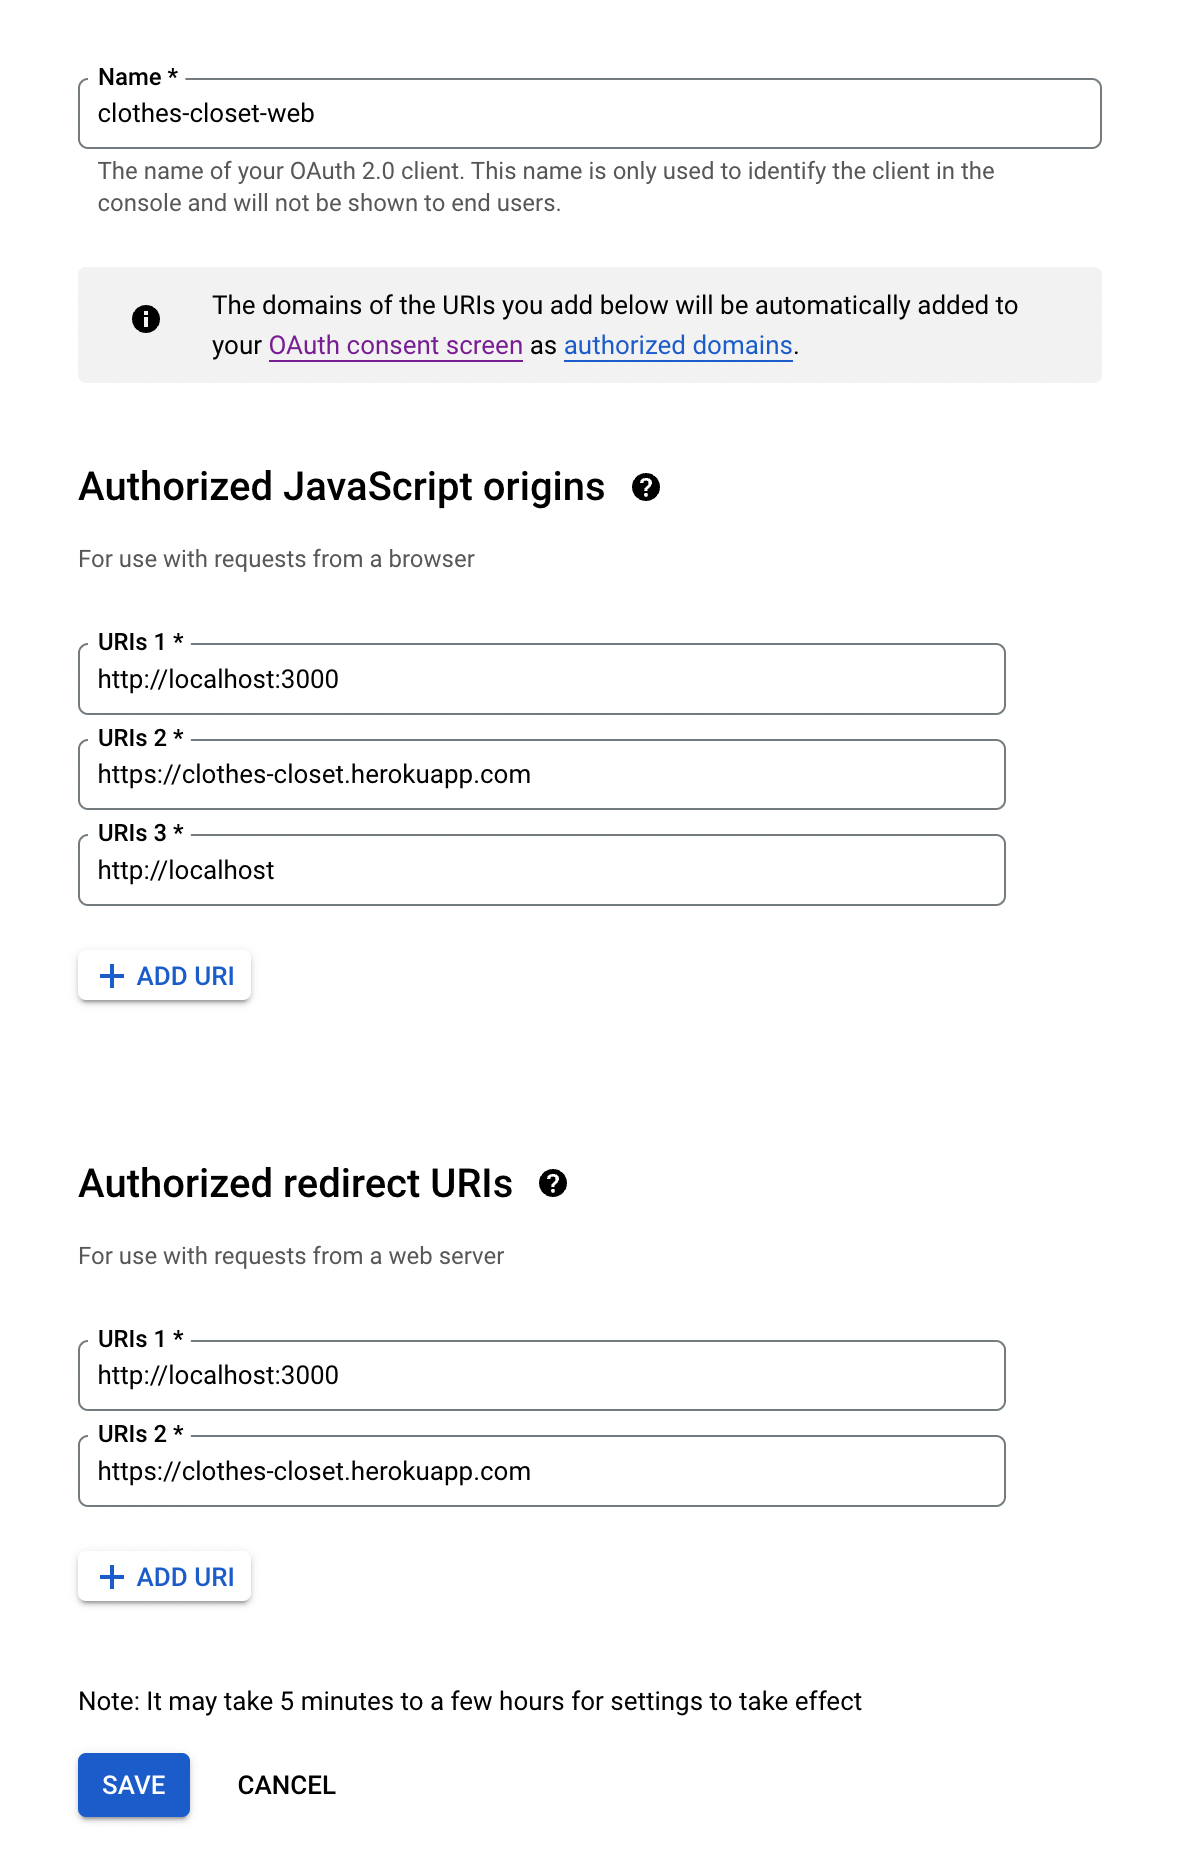 Name *
clothes-closet-web
The name of your OAuth 2.0 client. This name is only used to identify the client in the
console and will not be shown to end users.
The domains of the URIs you add below will be automatically added to
your OAuth consent screen as authorized domains.
Authorized JavaScript origins
For use with requests from a browser
URIs 1 *
http://localhost:3000
URIs 2 *
https://clothes-closet.herokuapp.com
URIs 3 *
http://localhost
ADD URI
Authorized redirect URIs
For use with requests from a web server
URIs 1 *
http://localhost:3000
URIs 2 *
https://clothes-closet.herokuapp.com
ADD URI
Note: It may take 5 minutes to a few hours for settings to take effect
SAVE CANCEL